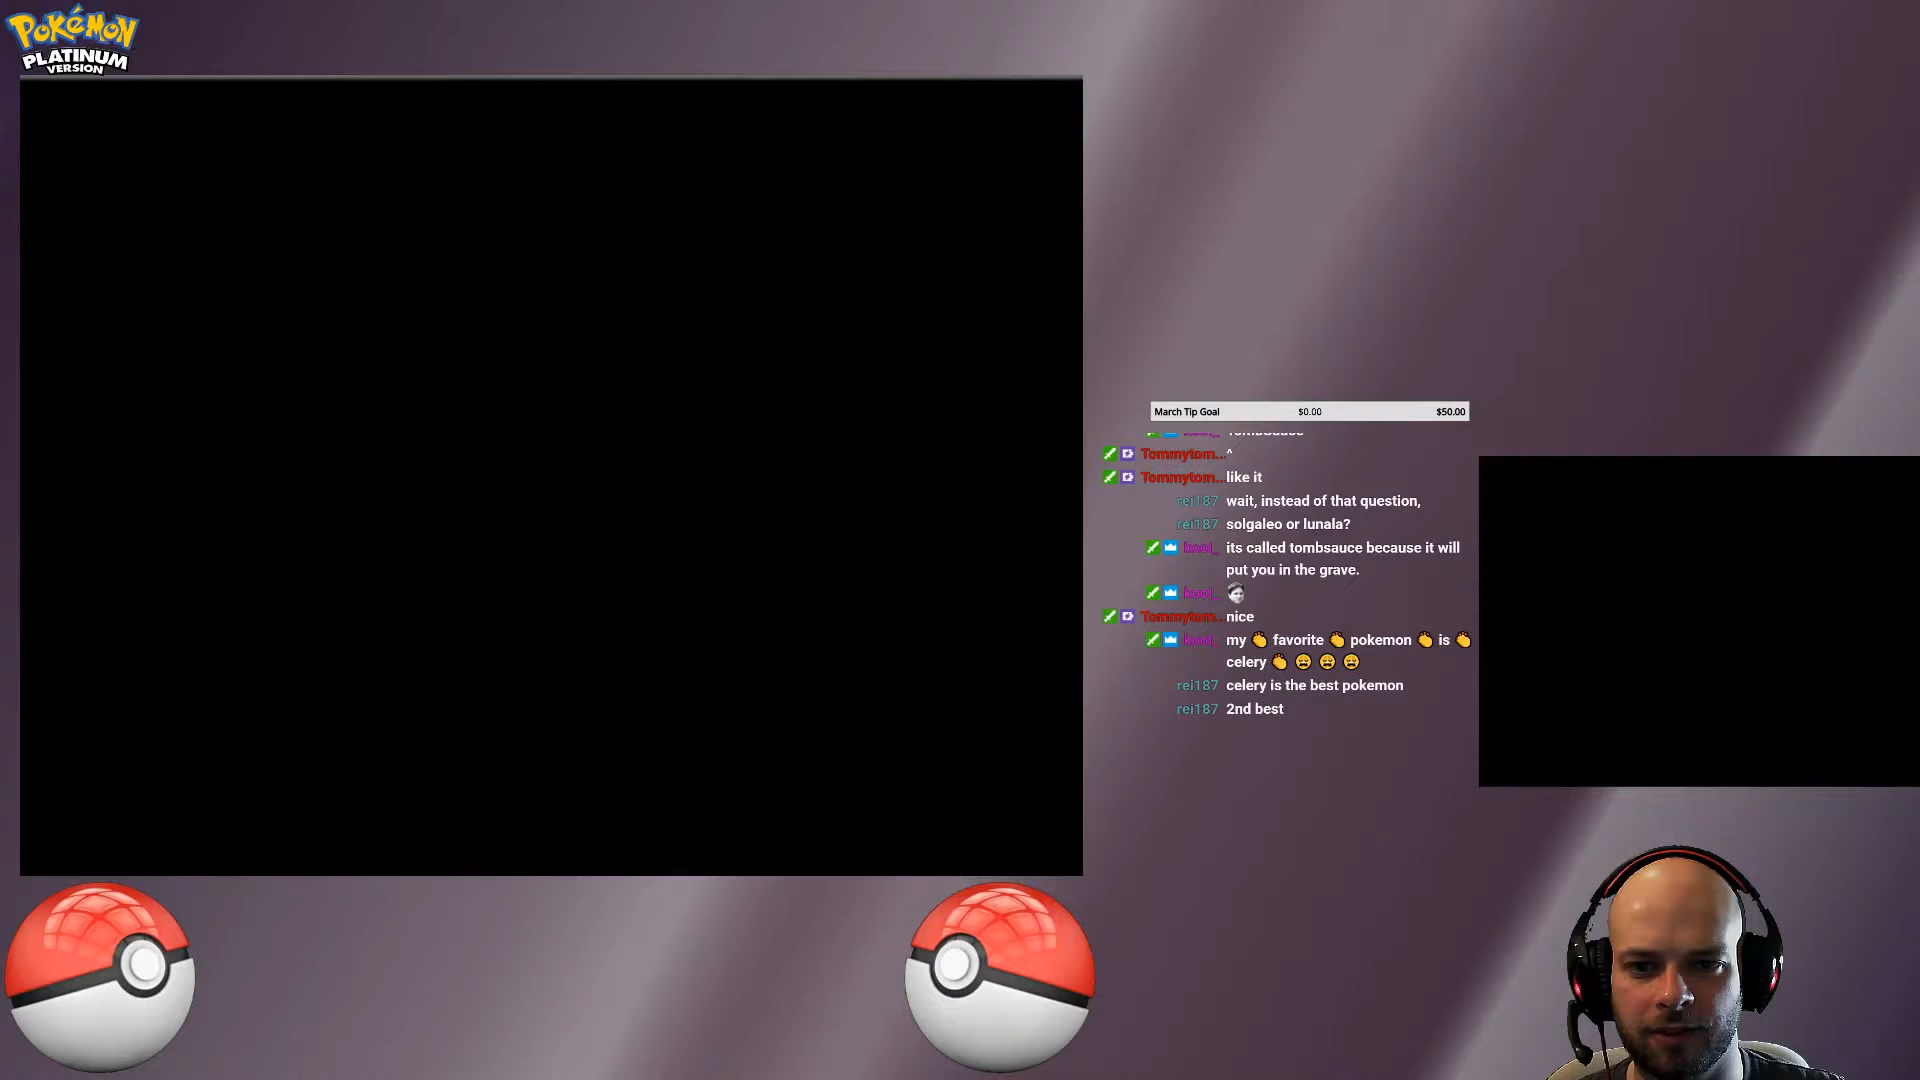 POKéMON
PLATINUM
VERSION
March Tip Goal $0.00 $50.00
Tommytom... ^
Tommytom... like it
rei187 wait, instead of that question,
rei187 solgaleo or lunala?
its called tombsauce because it will
put you in the grave.
Tommytom... nice
my 👏 favorite 👏 pokemon 👏 is 👏
celery 👏 😩 😩 😩
rei187 celery is the best pokemon
rei187 2nd best